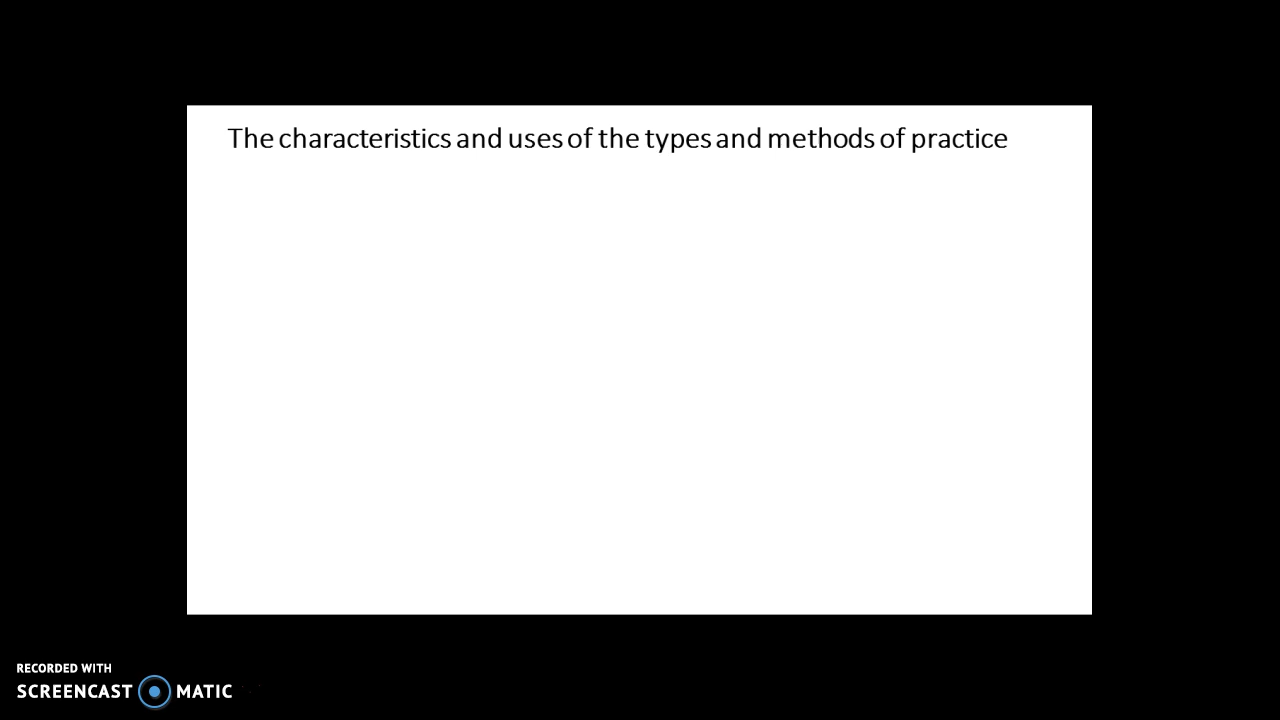 The characteristics and uses of the types and methods of practice
RECORDED WITH
SCREENCAST MATIC